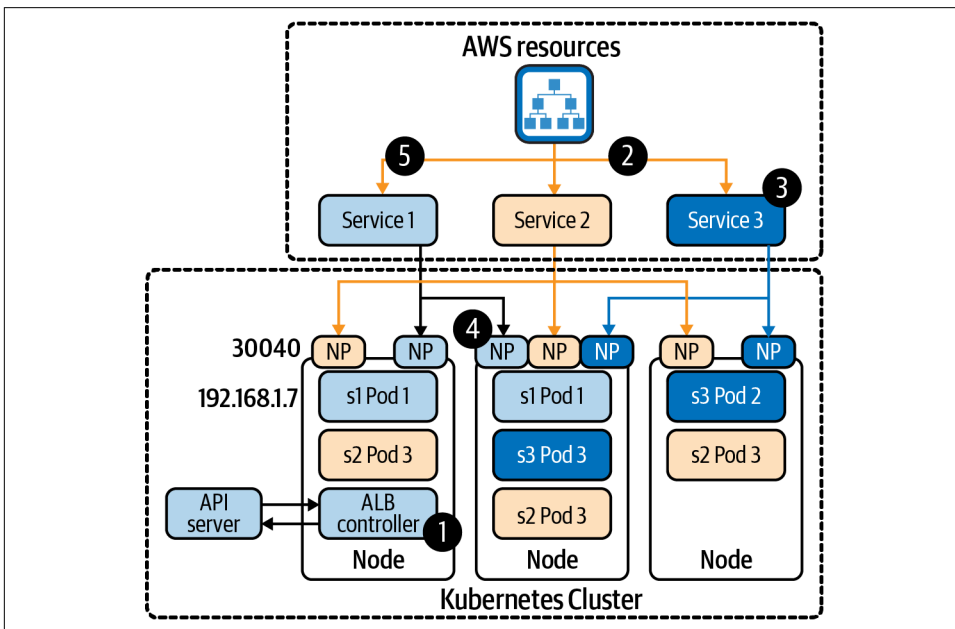 AWS resources
5
2
3
Service 1
Service 2
Service 3
4
30040
NP
NP
NP
NP
NP
NP
NP
192.168.1.7
s1 Pod 1
s1 Pod 1
s3 Pod 2
s2 Pod 3
s3 Pod 3
s2 Pod 3
API
server
ALB
controller
1
s2 Pod 3
Node
Node
Node
Kubernetes Cluster